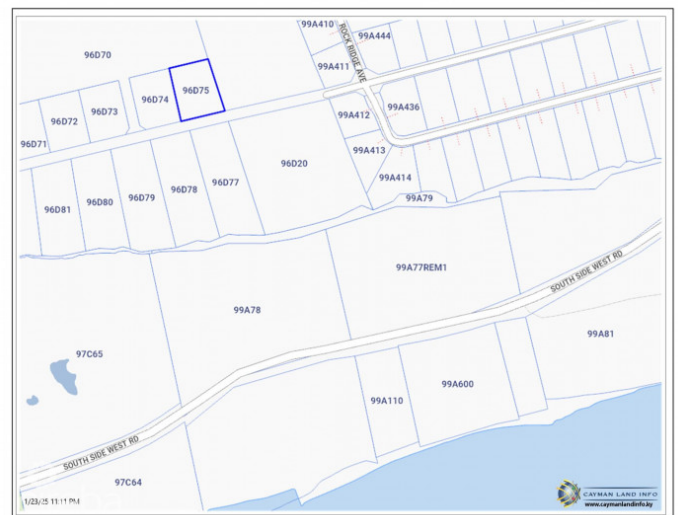 99A410
99A444
ROCK RIDGE AVE
96D70
99A411
96D75
96D74
99A436
96D73
99A412
96D72
96D71
99A413
96D20
96D77
96D78
99A414
96D79
99A79
96D80
96D81
SOUTH SIDE WEST RD
99A77REM1
99A78
99A81
97C65
99A600
99A110
SOUTH SIDE WEST RD
97C64
1/23/25 11:11 PM
CAYMAN LAND INFO
www.caymanlandinfo.ky